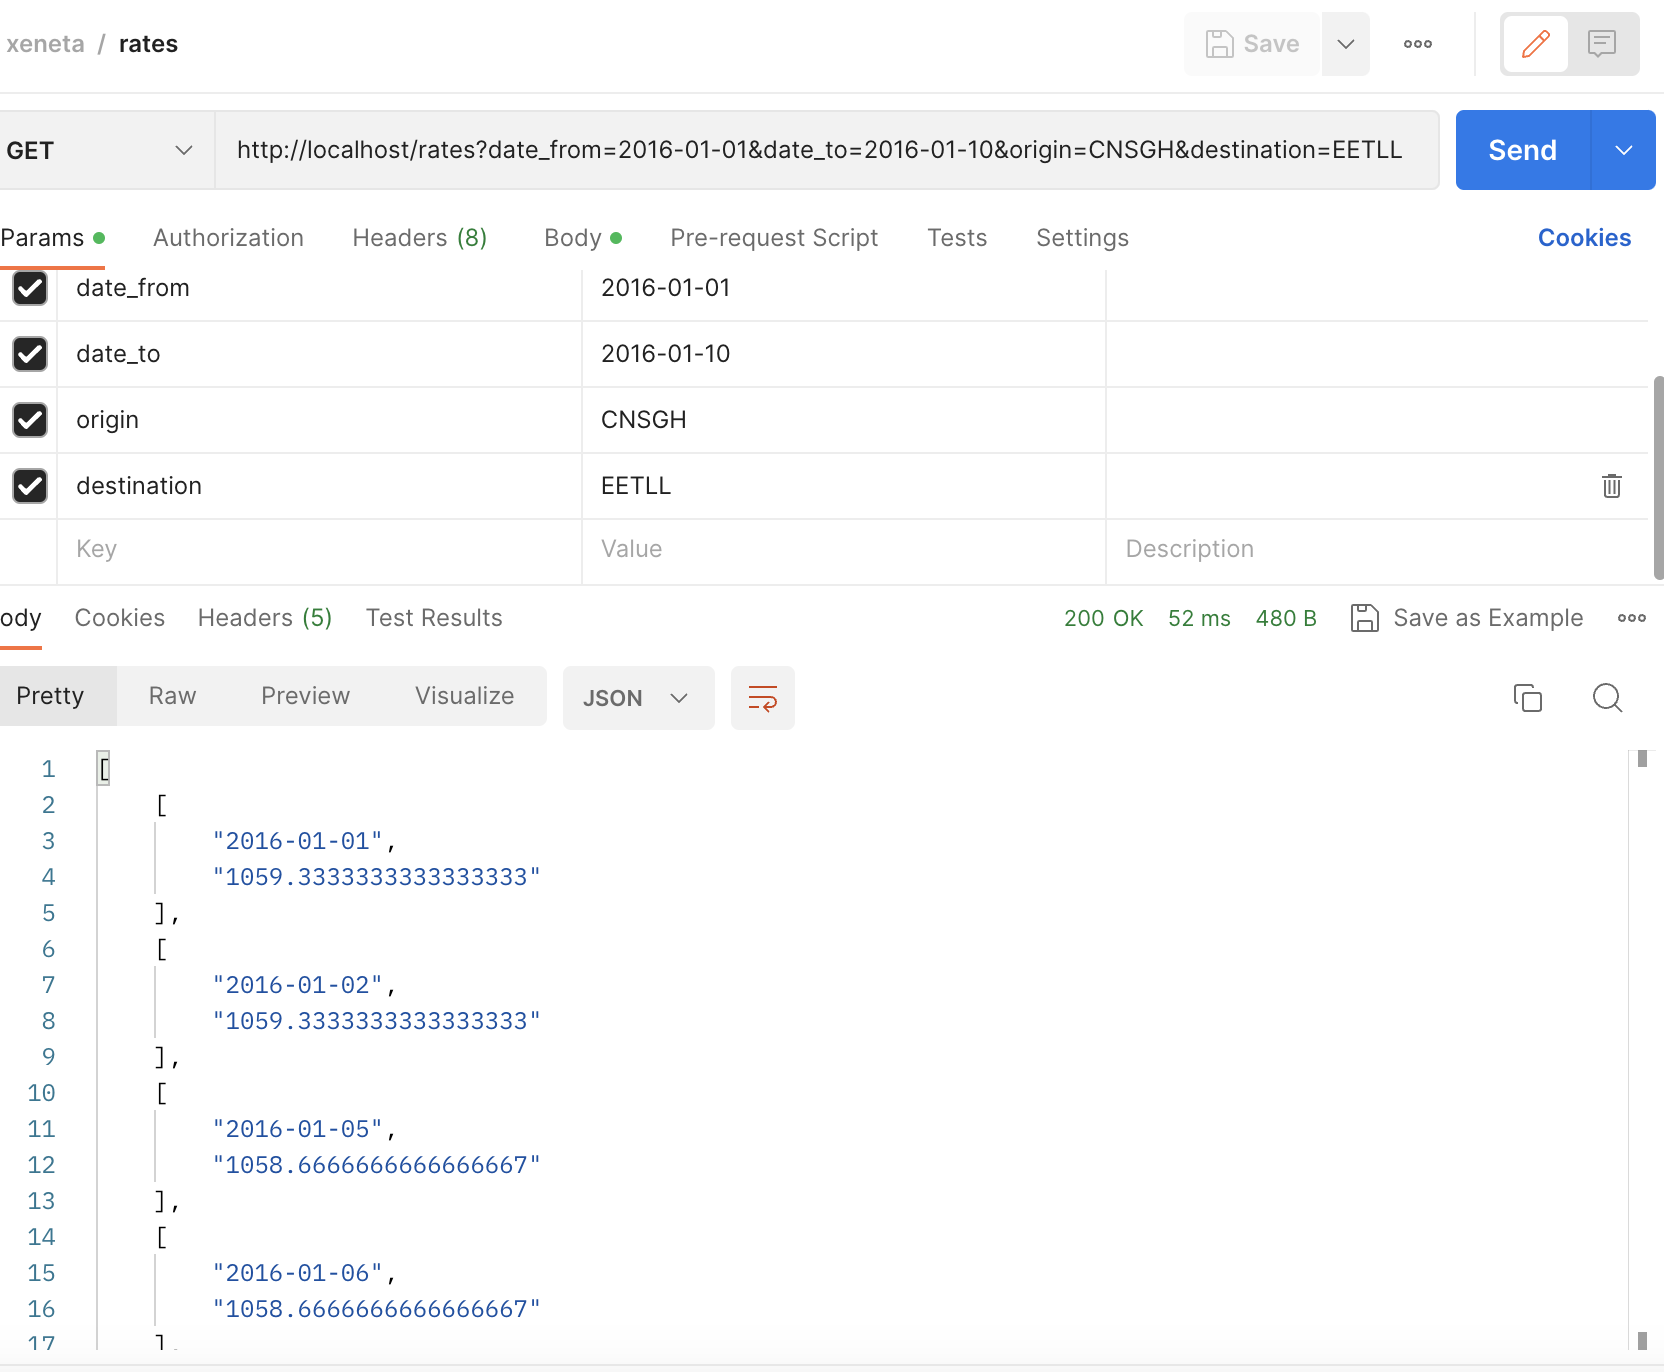 xeneta / rates
Save
GET
http://localhost/rates?date_from=2016-01-01&date_to=2016-01-10&origin=CNSGH&destination=EETLL
Send
Params Authorization Headers (8) Body Pre-request Script Tests Settings Cookies
date_from 2016-01-01
date_to 2016-01-10
origin CNSGH
destination EETLL
Key Value Description
ody Cookies Headers (5) Test Results 200 OK 52 ms 480 B Save as Example
Pretty Raw Preview Visualize JSON
1 [
2 [
3 "2016-01-01",
4 "1059.3333333333333333"
5 ],
6 [
7 "2016-01-02",
8 "1059.3333333333333333"
9 ],
10 [
11 "2016-01-05",
12 "1058.6666666666666667"
13 ],
14 [
15 "2016-01-06",
16 "1058.6666666666666667"
17 ],